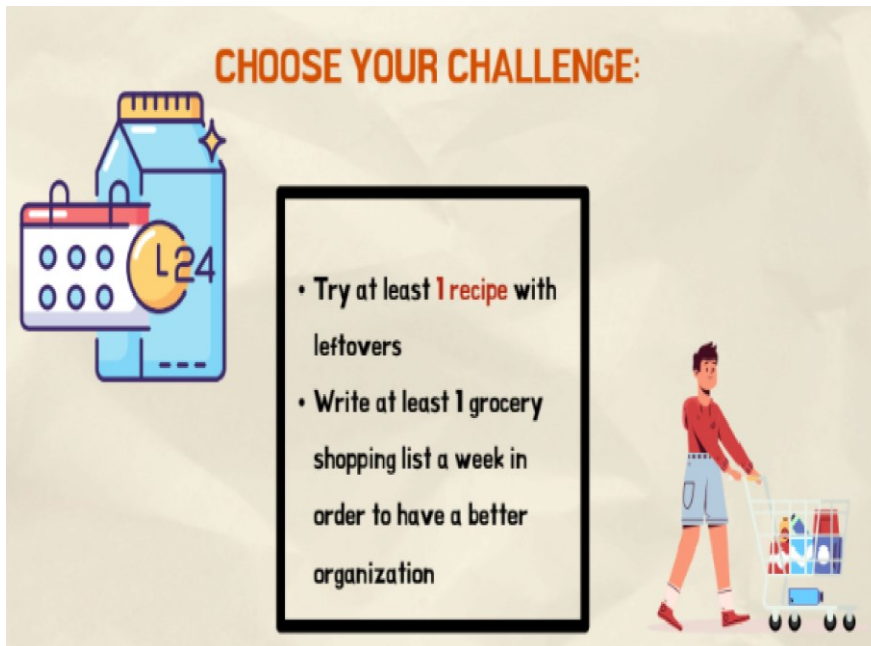 CHOOSE YOUR CHALLENGE:
24
• Try at least 1 recipe with
leftovers
• Write at least 1 grocery
shopping list a week in
order to have a better
organization